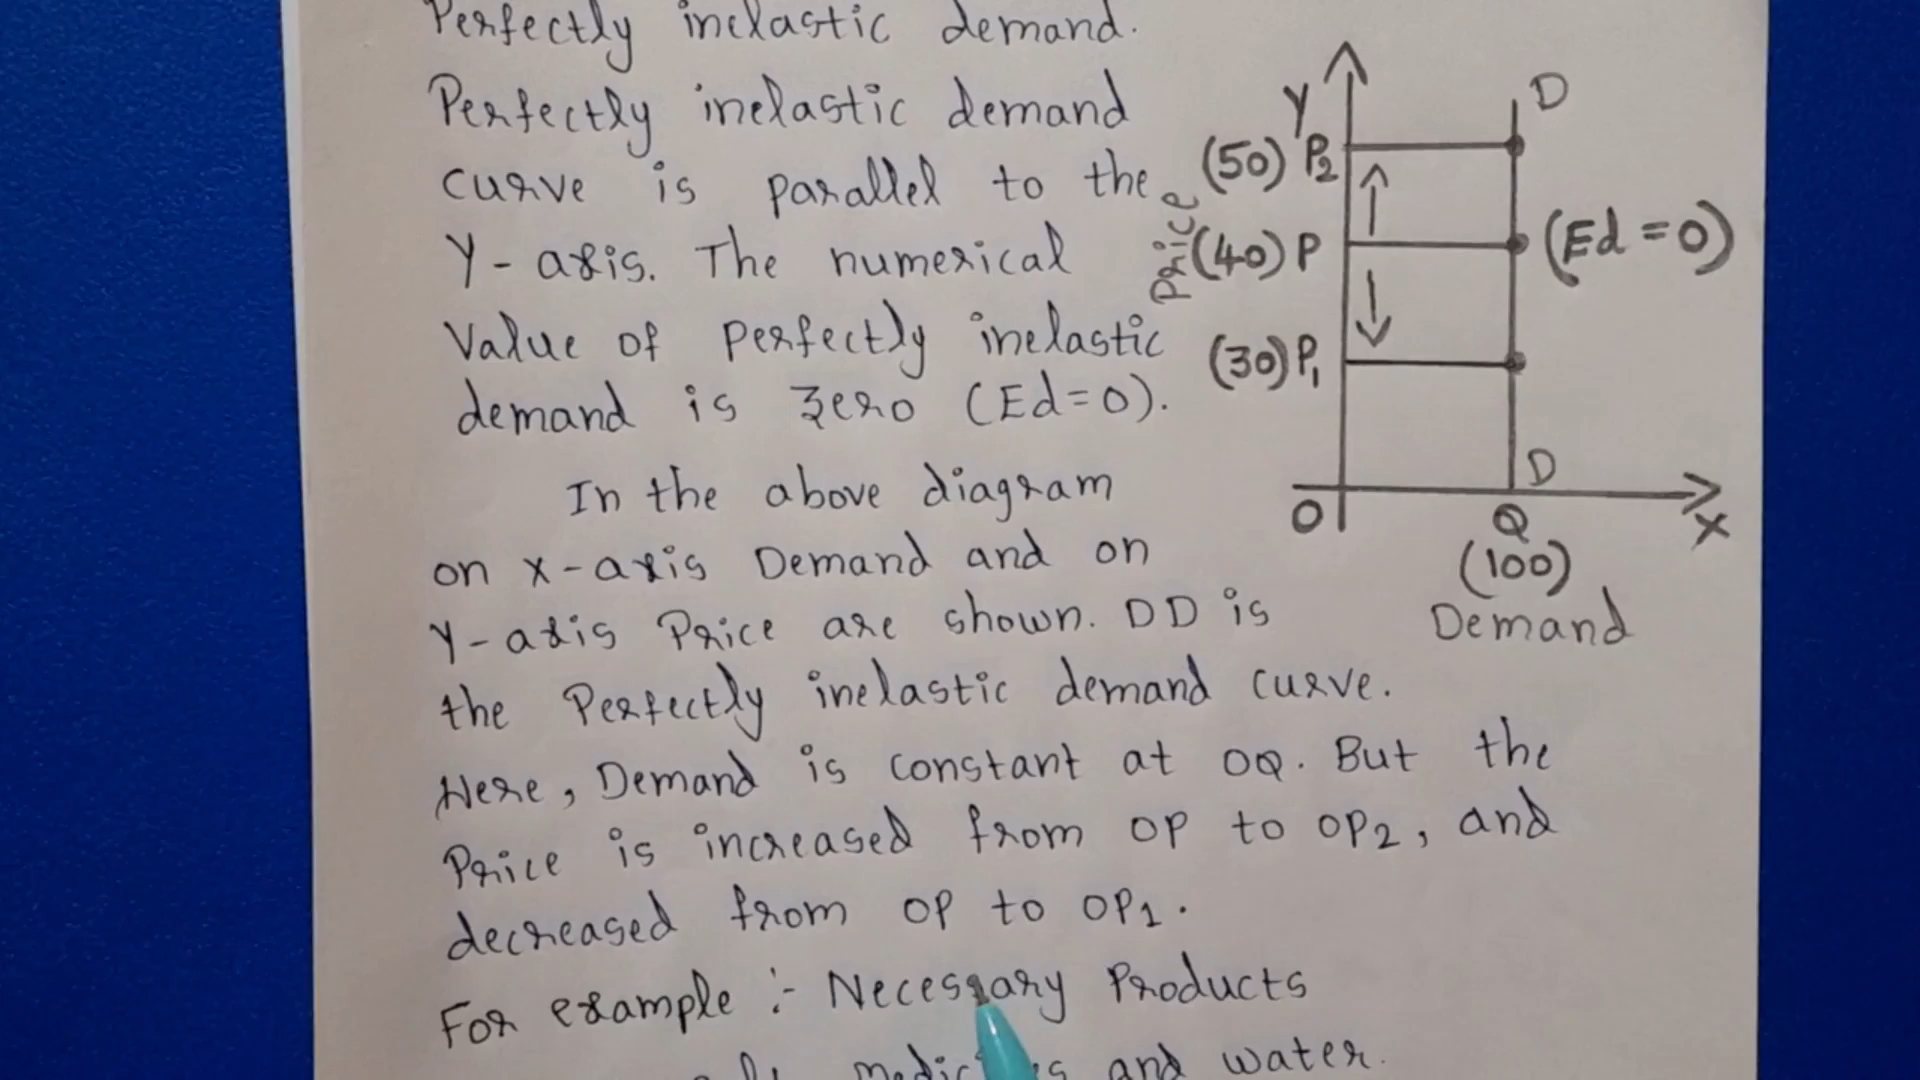 Perfectly inelastic demand.
Perfectly inelastic demand
curve is parallel to the
Y-axis. The numerical
Value of perfectly inelastic
demand is zero (Ed=0).
In the above diagram
on x-axis Demand and on
Y-axis Price are shown. DD is
the Perfectly inelastic demand curve.
Here, Demand is constant at OQ. But the
Price is increased from OP to OP2, and
decreased from OP to OP1.
For example :- Necessary Products
and water.
Y
D
(50) P2
Price
(40) P
(Ed=0)
(30) P1
D
O
Q
X
(100)
Demand